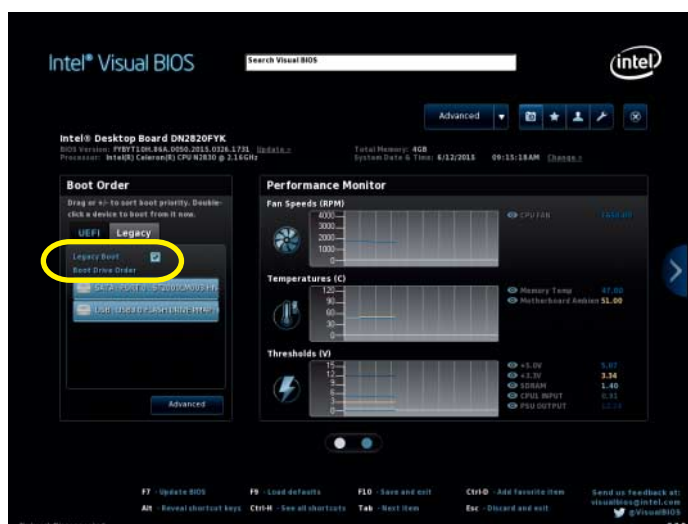 Intel® Visual BIOS
Search Visual BIOS
intel
Advanced
Intel® Desktop Board DN2820FYK
BIOS Version: FYBYT10H.86A.0050.2015.0326.1731 Update >
Processor: Intel(R) Celeron(R) CPU N2830 @ 2.16GHz
Total Memory: 4GB
System Date & Time: 6/12/2015 09:15:18AM Change >
Boot Order
Drag or +/- to sort boot priority. Double-
click a device to boot from it now.
UEFI Legacy
Legacy Boot
Boot Drive Order
SATA : PORT 0 :
USB :
Advanced
Performance Monitor
Fan Speeds (RPM)
4000
3000
2000
1000
0
CPU FAN
Temperatures (C)
120
90
60
30
0
Memory Temp 47.00
Motherboard Ambien 51.00
Thresholds (V)
15
12
9
6
3
0
+5.0V 5.07
+3.3V 3.34
SDRAM 1.40
CPU1 INPUT
PSU OUTPUT
F7 - Update BIOS
F9 - Load defaults
F10 - Save and exit
Ctrl-D - Add favorite item
Alt - Reveal shortcut keys
Ctrl-H - See all shortcuts
Tab - Next item
Esc - Discard and exit
Send us feedback at:
visualbios@intel.com
@VisualBIOS